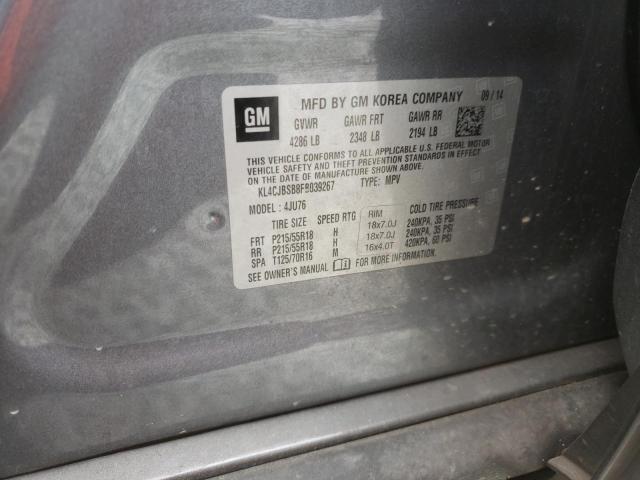 GM
MFD BY GM KOREA COMPANY 09/14
GVWR GAWR FRT GAWR RR
4286 LB 2348 LB 2194 LB
THIS VEHICLE CONFORMS TO ALL APPLICABLE U.S. FEDERAL MOTOR
VEHICLE SAFETY AND THEFT PREVENTION STANDARDS IN EFFECT
ON THE DATE OF MANUFACTURE SHOWN ABOVE.
KL4CJBSB8FB039267 TYPE: MPV
MODEL: 4JU76
TIRE SIZE SPEED RTG RIM COLD TIRE PRESSURE
FRT P215/55R18 H 18x7.0J 240KPA, 35 PSI
RR P215/55R18 H 18x7.0J 240KPA, 35 PSI
SPA T125/70R16 M 16x4.0T 420KPA, 60 PSI
SEE OWNER'S MANUAL FOR MORE INFORMATION.